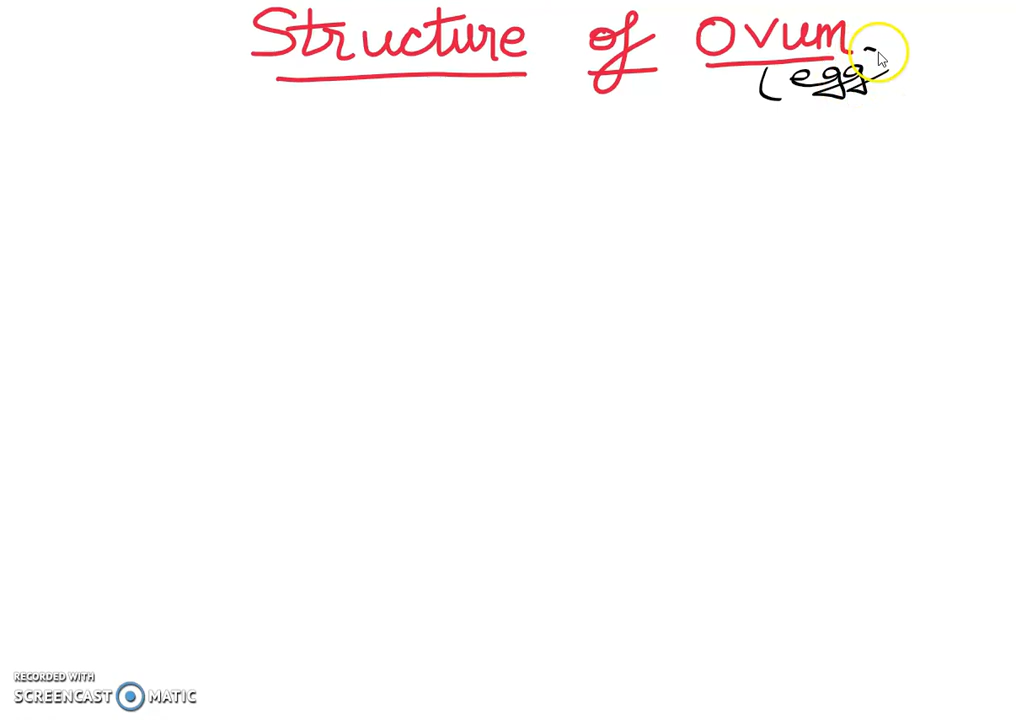 Structure of Ovum
(egg)
RECORDED WITH
SCREENCAST MATIC